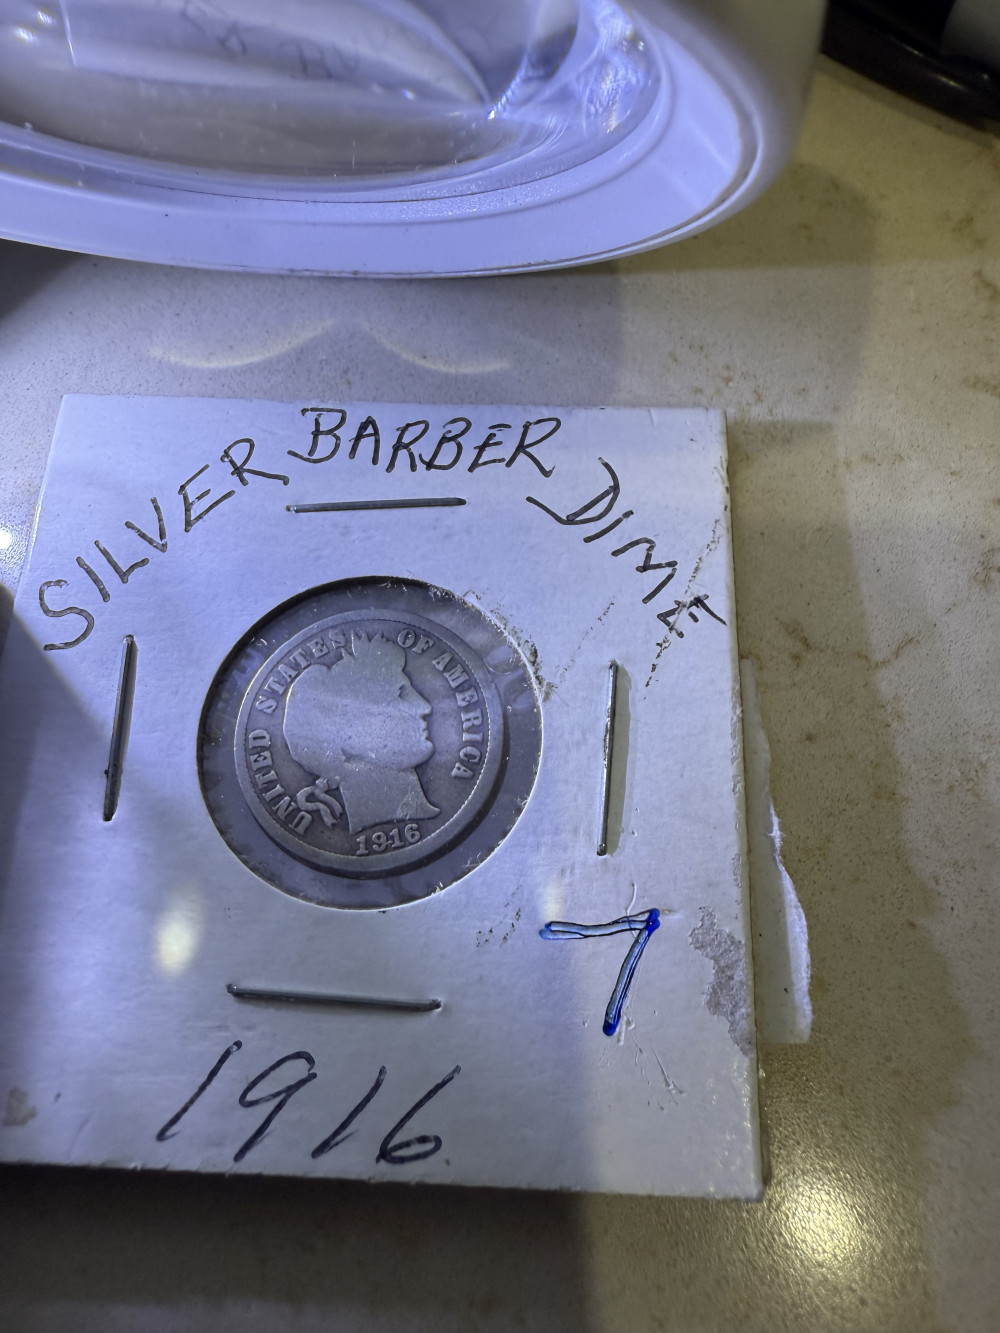 SILVER BARBER DIME
UNITED STATES OF AMERICA
1916
7
1916